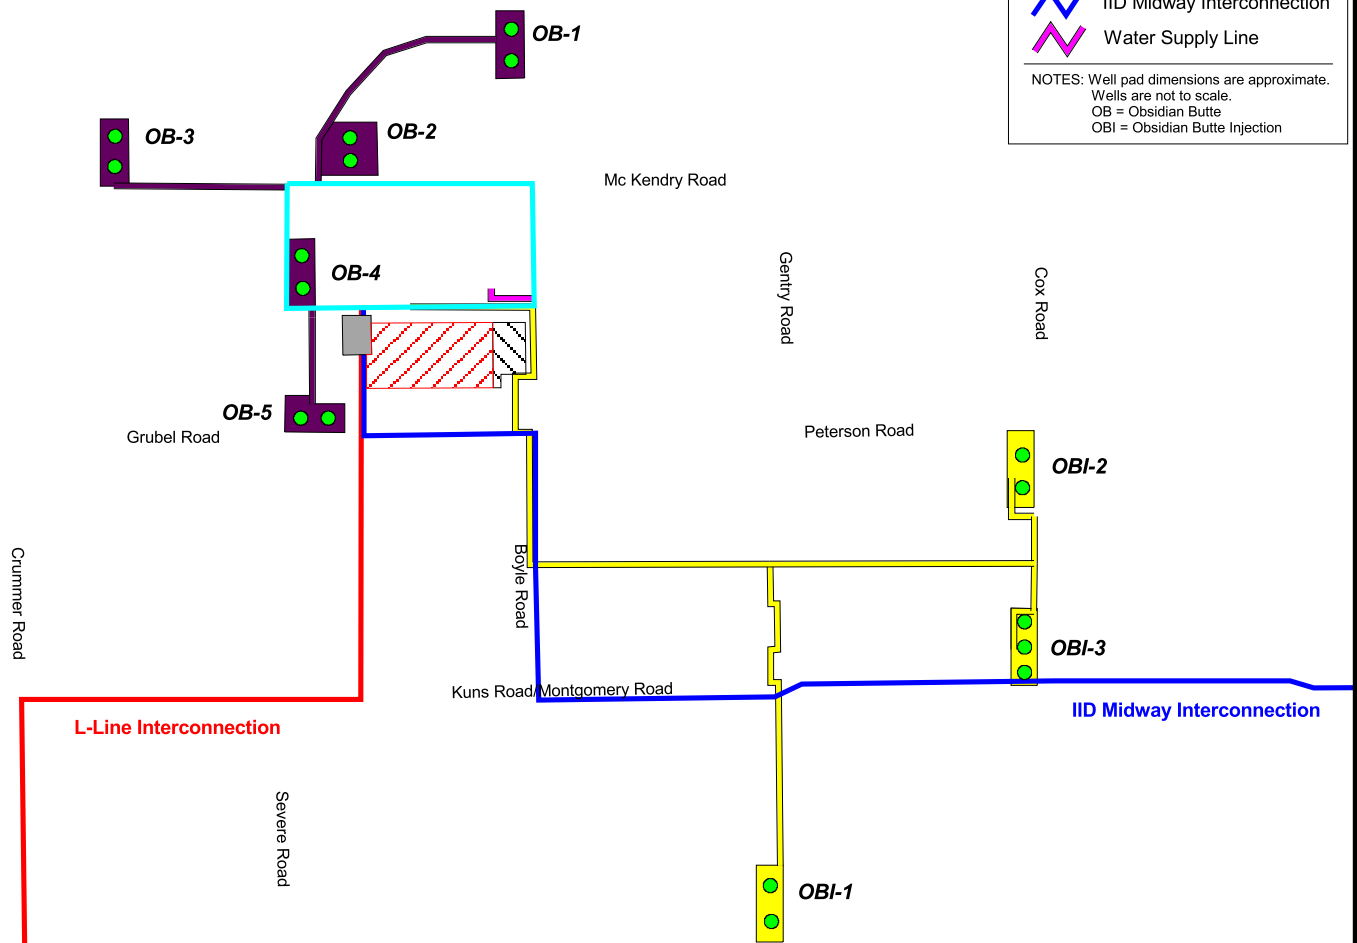 IID Midway Interconnection
Water Supply Line
NOTES: Well pad dimensions are approximate.
Wells are not to scale.
OB = Obsidian Butte
OBI = Obsidian Butte Injection
OB-1
OB-2
OB-3
Mc Kendry Road
OB-4
Gentry Road
Cox Road
OB-5
Grubel Road
Peterson Road
OBI-2
Crummer Road
Boyle Road
OBI-3
Kuns Road/Montgomery Road
L-Line Interconnection
IID Midway Interconnection
Severe Road
OBI-1